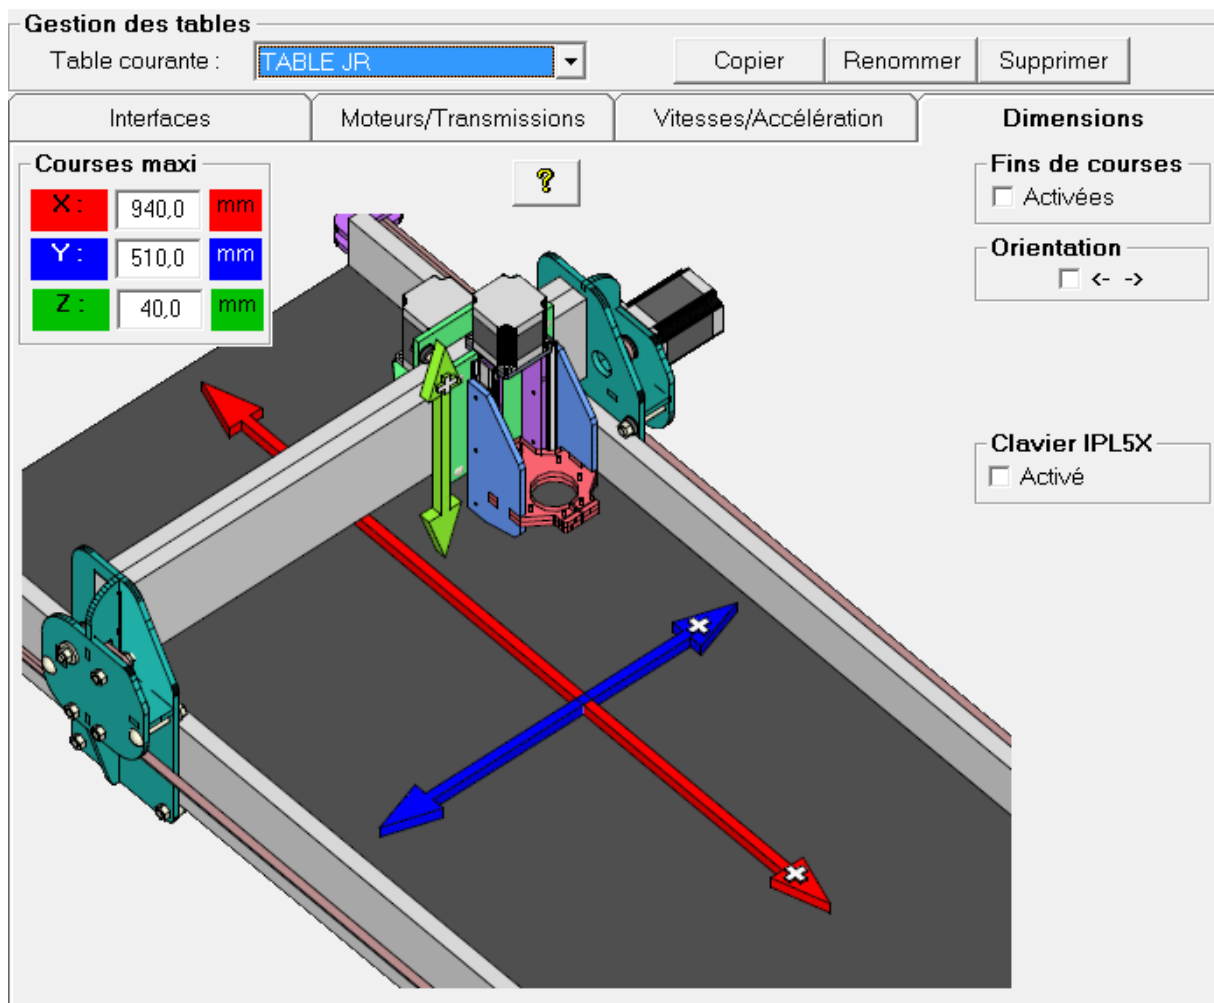 Gestion des tables
Table courante : TABLE JR Copier Renommer Supprimer
Interfaces Moteurs/Transmissions Vitesses/Accélération Dimensions
Courses maxi
X : 940,0 mm
Y : 510,0 mm
Z : 40,0 mm
?
Fins de courses
Activées
Orientation
<- ->
Clavier IPL5X
Activé